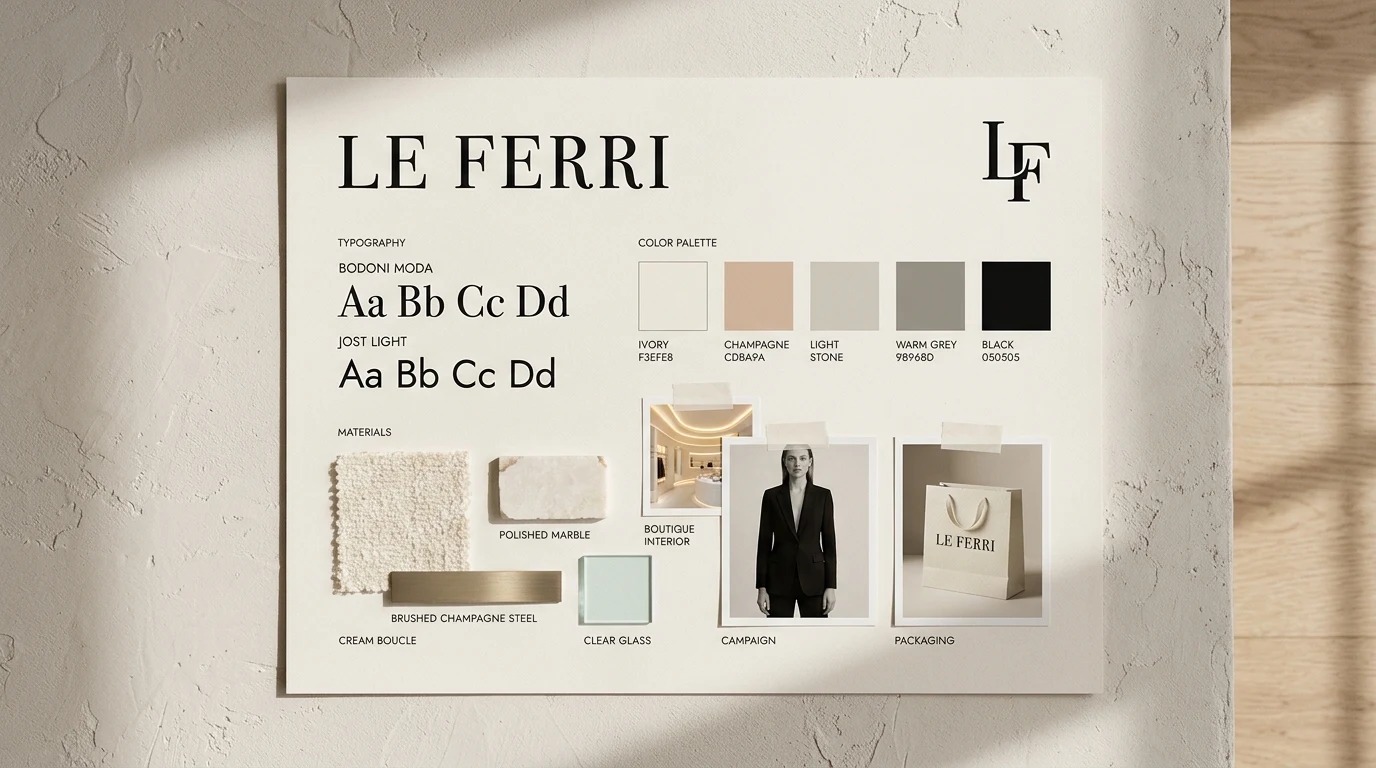 LE FERRI
LF
TYPOGRAPHY
BODONI MODA
Aa Bb Cc Dd
JOST LIGHT
Aa Bb Cc Dd
COLOR PALETTE
IVORY
F3EFE8
CHAMPAGNE
CDBA9A
LIGHT
STONE
WARM GREY
98968D
BLACK
050505
MATERIALS
POLISHED MARBLE
BRUSHED CHAMPAGNE STEEL
CREAM BOUCLE
CLEAR GLASS
BOUTIQUE
INTERIOR
CAMPAIGN
LE FERRI
PACKAGING